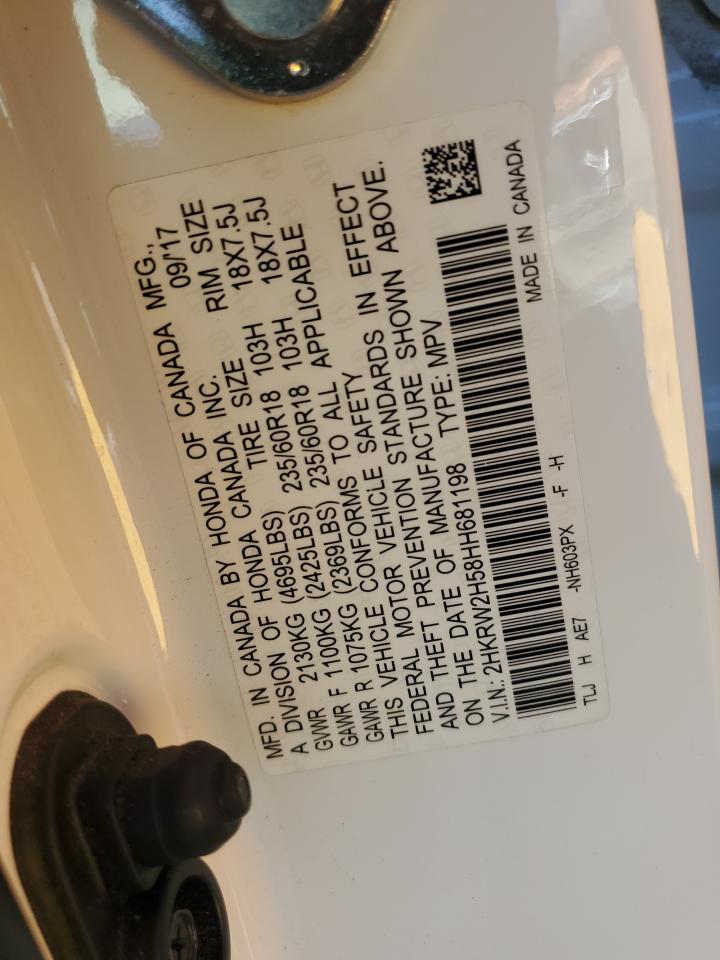 MFD. IN CANADA BY HONDA OF CANADA MFG.,
A DIVISION OF HONDA CANADA INC. 09/17
GVWR 2130KG (4695LBS) TIRE SIZE RIM SIZE
GAWR F 1100KG (2425LBS) 235/60R18 103H 18X7.5J
GAWR R 1075KG (2369LBS) 235/60R18 103H 18X7.5J
THIS VEHICLE CONFORMS TO ALL APPLICABLE
FEDERAL MOTOR VEHICLE SAFETY
AND THEFT PREVENTION STANDARDS IN EFFECT
ON THE DATE OF MANUFACTURE SHOWN ABOVE.
V.I.N.: 2HKRW2H58HH681198 TYPE: MPV
TLJ H AE7 -NH603PX -F -H MADE IN CANADA